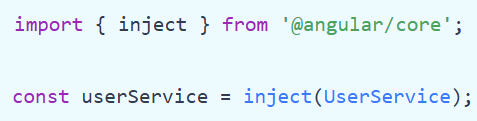 import { inject } from '@angular/core';
const userService = inject(UserService);